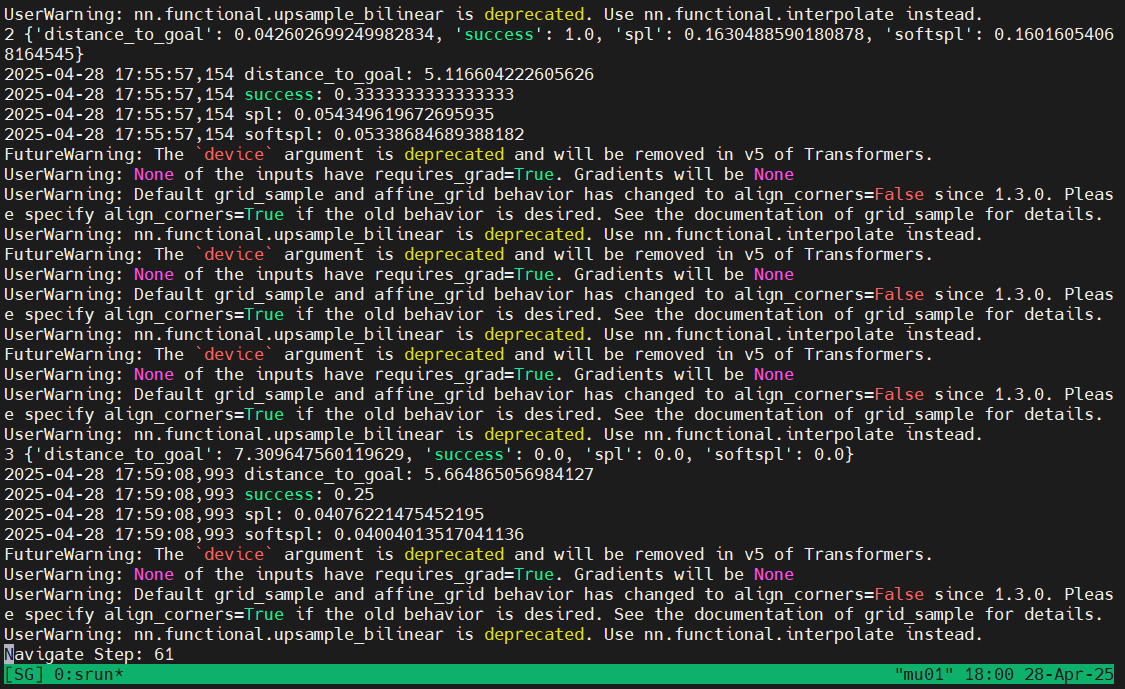 UserWarning: nn.functional.upsample_bilinear is deprecated. Use nn.functional.interpolate instead.
2 {'distance_to_goal': 0.042602699249982834, 'success': 1.0, 'spl': 0.1630488590180878, 'softspl': 0.1601605406
8164545}
2025-04-28 17:55:57,154 distance_to_goal: 5.116604222605626
2025-04-28 17:55:57,154 success: 0.3333333333333333
2025-04-28 17:55:57,154 spl: 0.054349619672695935
2025-04-28 17:55:57,154 softspl: 0.05338684689388182
FutureWarning: The `device` argument is deprecated and will be removed in v5 of Transformers.
UserWarning: None of the inputs have requires_grad=True. Gradients will be None
UserWarning: Default grid_sample and affine_grid behavior has changed to align_corners=False since 1.3.0. Pleas
e specify align_corners=True if the old behavior is desired. See the documentation of grid_sample for details.
UserWarning: nn.functional.upsample_bilinear is deprecated. Use nn.functional.interpolate instead.
FutureWarning: The `device` argument is deprecated and will be removed in v5 of Transformers.
UserWarning: None of the inputs have requires_grad=True. Gradients will be None
UserWarning: Default grid_sample and affine_grid behavior has changed to align_corners=False since 1.3.0. Pleas
e specify align_corners=True if the old behavior is desired. See the documentation of grid_sample for details.
UserWarning: nn.functional.upsample_bilinear is deprecated. Use nn.functional.interpolate instead.
FutureWarning: The `device` argument is deprecated and will be removed in v5 of Transformers.
UserWarning: None of the inputs have requires_grad=True. Gradients will be None
UserWarning: Default grid_sample and affine_grid behavior has changed to align_corners=False since 1.3.0. Pleas
e specify align_corners=True if the old behavior is desired. See the documentation of grid_sample for details.
UserWarning: nn.functional.upsample_bilinear is deprecated. Use nn.functional.interpolate instead.
3 {'distance_to_goal': 7.309647560119629, 'success': 0.0, 'spl': 0.0, 'softspl': 0.0}
2025-04-28 17:59:08,993 distance_to_goal: 5.664865056984127
2025-04-28 17:59:08,993 success: 0.25
2025-04-28 17:59:08,993 spl: 0.04076221475452195
2025-04-28 17:59:08,993 softspl: 0.04004013517041136
FutureWarning: The `device` argument is deprecated and will be removed in v5 of Transformers.
UserWarning: None of the inputs have requires_grad=True. Gradients will be None
UserWarning: Default grid_sample and affine_grid behavior has changed to align_corners=False since 1.3.0. Pleas
e specify align_corners=True if the old behavior is desired. See the documentation of grid_sample for details.
UserWarning: nn.functional.upsample_bilinear is deprecated. Use nn.functional.interpolate instead.
Navigate Step: 61
[SG] 0:srun* "mu01" 18:00 28-Apr-25